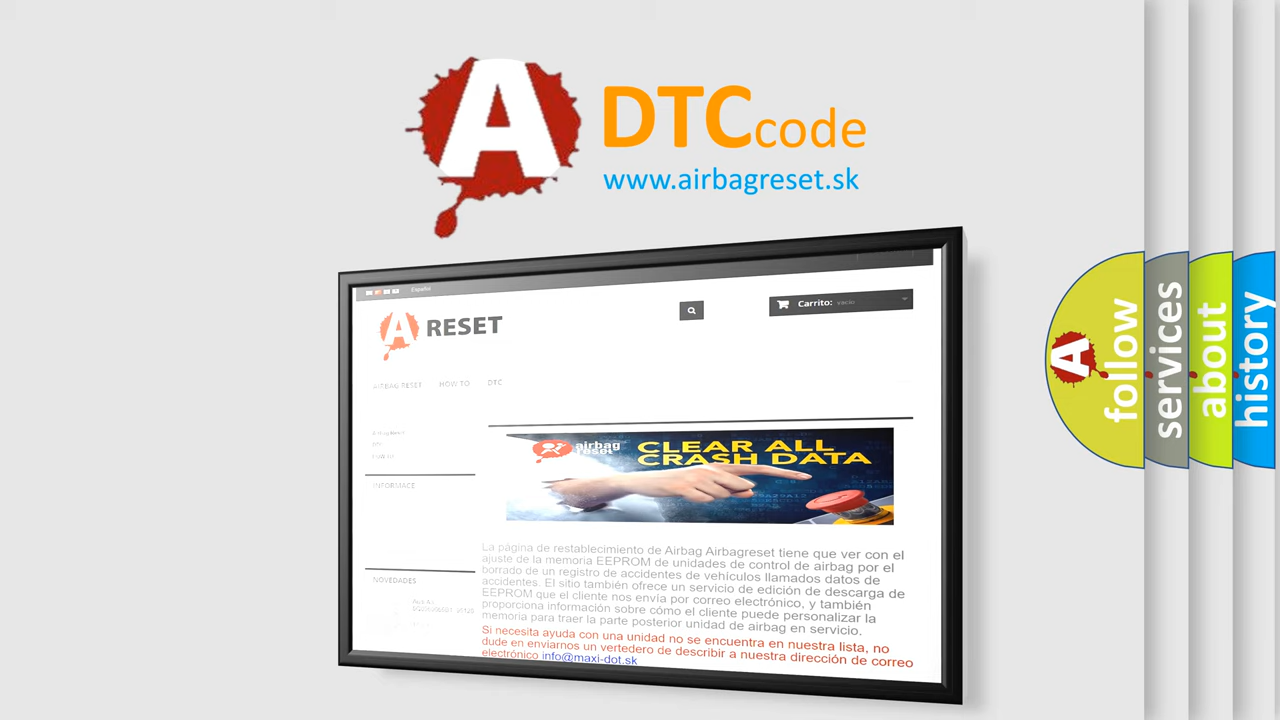 A
DTCcode
www.airbagreset.sk
Español
A RESET
Carrito: vacío
AIRBAG RESET HOW TO DTC
INFORMACE
airbag
reset
CLEAR ALL
CRASH DATA
La página de restablecimiento de Airbag Airbagreset tiene que ver con el
ajuste de la memoria EEPROM de unidades de control de airbag por el
borrado de un registro de accidentes de vehículos llamados datos de
accidentes. El sitio también ofrece un servicio de edición de descarga de
EEPROM que el cliente nos envía por correo electrónico, y también
proporciona información sobre cómo el cliente puede personalizar la
memoria para traer la parte posterior unidad de airbag en servicio.
Si necesita ayuda con una unidad no se encuentra en nuestra lista, no
dude en enviarnos un vertedero de describir a nuestra dirección de correo
electrónico info@maxi-dot.sk
NOVEDADES
A
follow
services
about
history